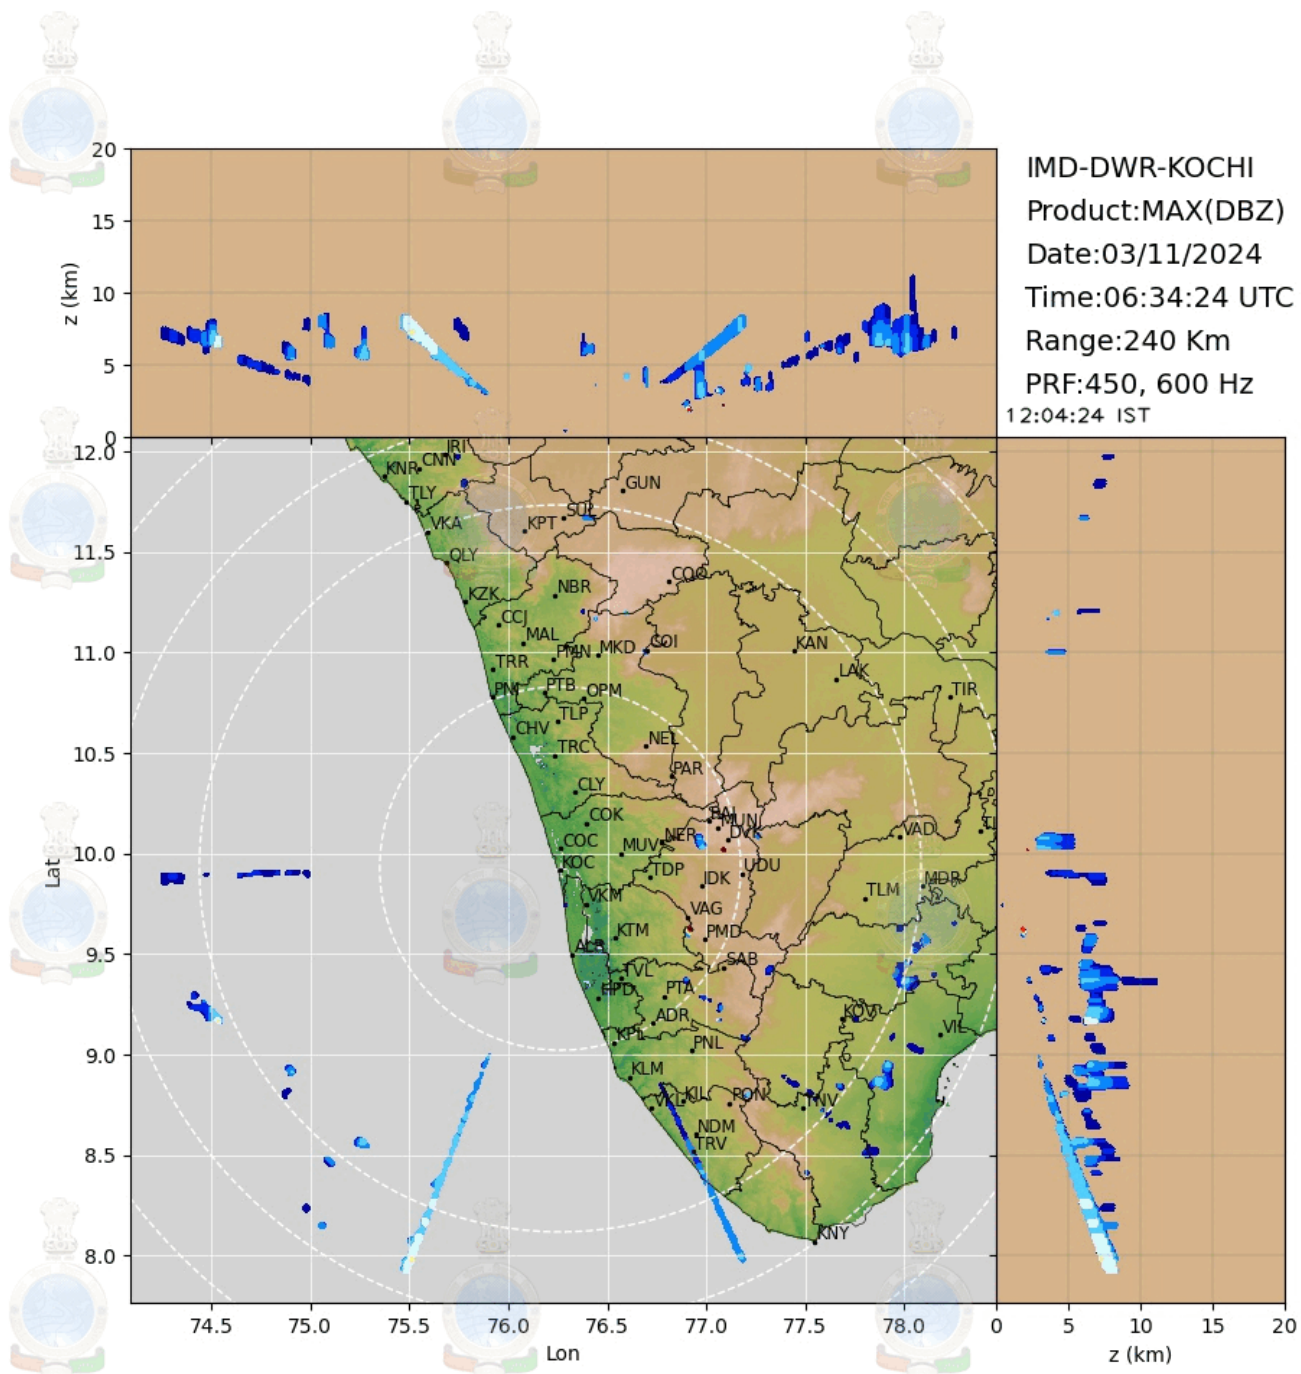 IMD-DWR-KOCHI
Product:MAX(DBZ)
Date:03/11/2024
Time:06:34:24 UTC
Range:240 Km
PRF:450, 600 Hz
12:04:24 IST
20
15
10
5
0
z (km)
12.0
11.5
11.0
10.5
10.0
9.5
9.0
8.5
8.0
Lat
IRI
CNN
KNR
TLY
GUN
SUL
VKA
KPT
QLY
COO
NBR
KZK
CCJ
MAL
PMN
MKD
COI
KAN
TRR
LAK
PTB
OPM
TIR
PNI
TLP
CHV
NEL
TRC
PAR
CLY
COK
MUN
DVK
VAD
NER
COC
MUV
KOC
TDP
UDU
JDK
MDR
TLM
VKM
VAG
KTM
PMD
ALP
SAB
TVL
HPD
PTA
ADR
KOV
VIL
KPL
PNL
KLM
KIL
PON
VKL
TNV
NDM
TRV
KNY
74.5 75.0 75.5 76.0 76.5 77.0 77.5 78.0
Lon
0 5 10 15 20
z (km)